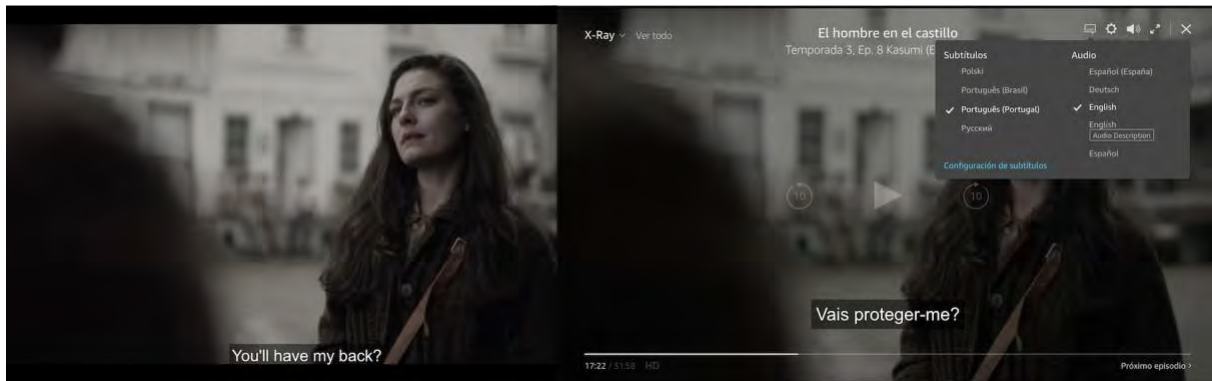 You'll have my back?
X-Ray Ver todo
El hombre en el castillo
Temporada 3, Ep. 8 Kasumi (E
Subtítulos
Polski
Português (Brasil)
Português (Portugal)
Русский
Configuración de subtítulos
Audio
Español (España)
Deutsch
English
English
Audio Description
Español
10
10
Vais proteger-me?
17:22 / 51:58 HD
Próximo episodio >